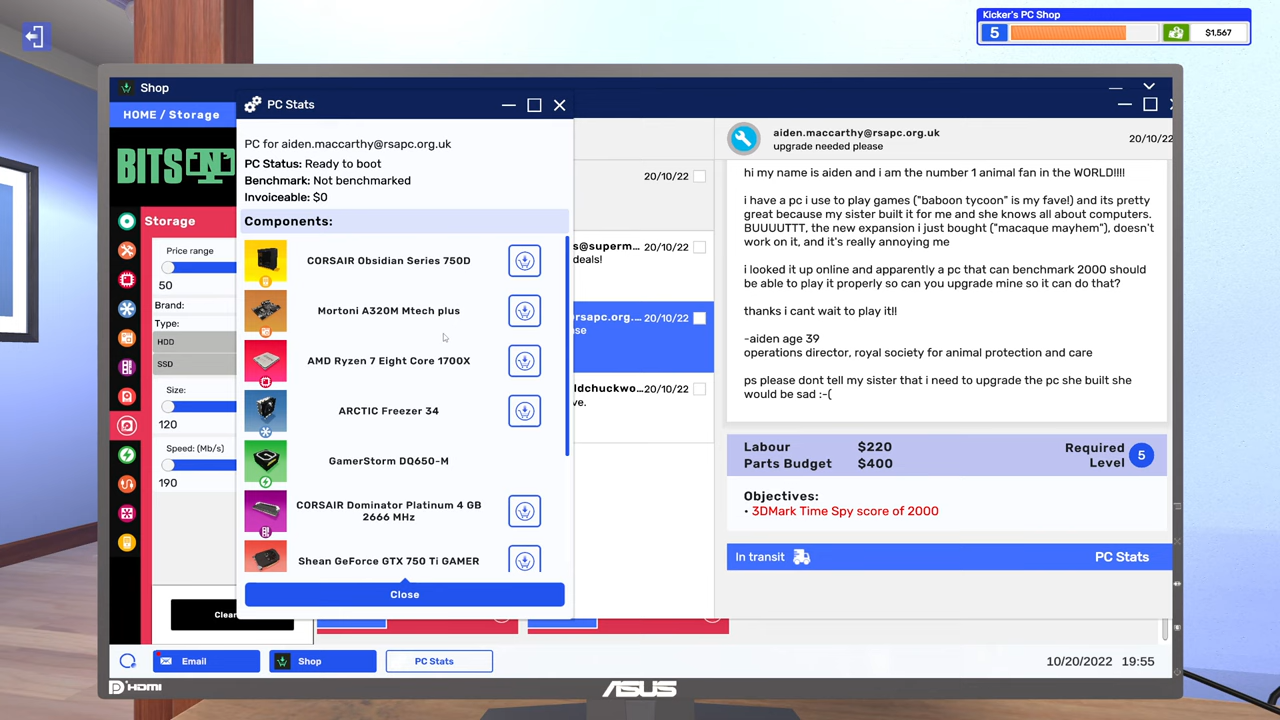 Kicker's PC Shop
5
$1,567
Shop
HOME / Storage
BITS
Storage
Price range
50
Brand:
Type:
HDD
SSD
Size:
120
Speed: (Mb/s)
190
Clear
PC Stats
PC for aiden.maccarthy@rsapc.org.uk
PC Status: Ready to boot
Benchmark: Not benchmarked
Invoiceable: $0
Components:
CORSAIR Obsidian Series 750D
Mortoni A320M Mtech plus
AMD Ryzen 7 Eight Core 1700X
ARCTIC Freezer 34
GamerStorm DQ650-M
CORSAIR Dominator Platinum 4 GB
2666 MHz
Shean GeForce GTX 750 Ti GAMER
Close
20/10/22
s@superm... 20/10/22
deals!
rsapc.org.... 20/10/22
se
ldchuckwo... 20/10/22
ve.
aiden.maccarthy@rsapc.org.uk
upgrade needed please
20/10/22
hi my name is aiden and i am the number 1 animal fan in the WORLD!!!!
i have a pc i use to play games ("baboon tycoon" is my fave!) and its pretty
great because my sister built it for me and she knows all about computers.
BUUUUTTT, the new expansion i just bought ("macaque mayhem"), doesn't
work on it, and it's really annoying me
i looked it up online and apparently a pc that can benchmark 2000 should
be able to play it properly so can you upgrade mine so it can do that?
thanks i cant wait to play it!!
-aiden age 39
operations director, royal society for animal protection and care
ps please dont tell my sister that i need to upgrade the pc she built she
would be sad :-(
Labour $220
Parts Budget $400
Required
Level 5
Objectives:
• 3DMark Time Spy score of 2000
In transit
PC Stats
Email
Shop
PC Stats
10/20/2022 19:55
HDMI
ASUS